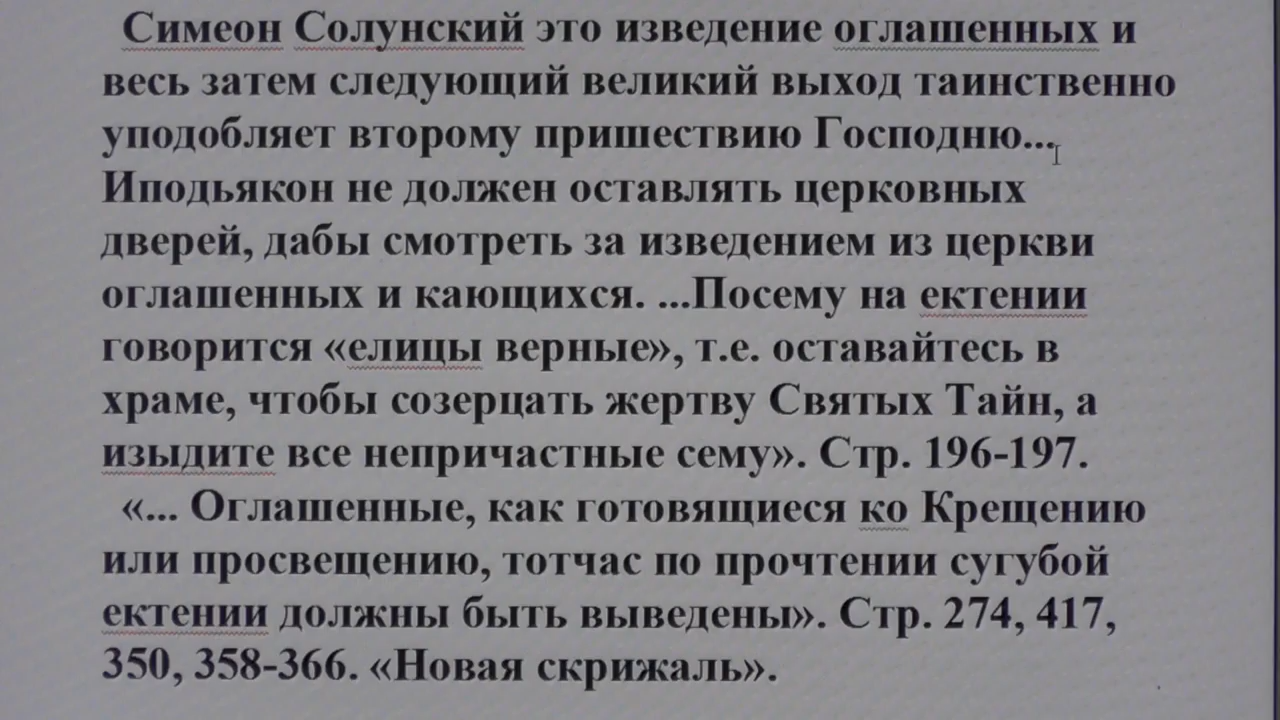 Симеон Солунский это изведение оглашенных и
весь затем следующий великий выход таинственно
уподобляет второму пришествию Господню...
Иподьякон не должен оставлять церковных
дверей, дабы смотреть за изведением из церкви
оглашенных и кающихся. ...Посему на ектении
говорится «елицы верные», т.е. оставайтесь в
храме, чтобы созерцать жертву Святых Тайн, а
изыдите все непричастные сему». Стр. 196-197.
«... Оглашенные, как готовящиеся ко Крещению
или просвещению, тотчас по прочтении сугубой
ектении должны быть выведены». Стр. 274, 417,
350, 358-366. «Новая скрижаль».